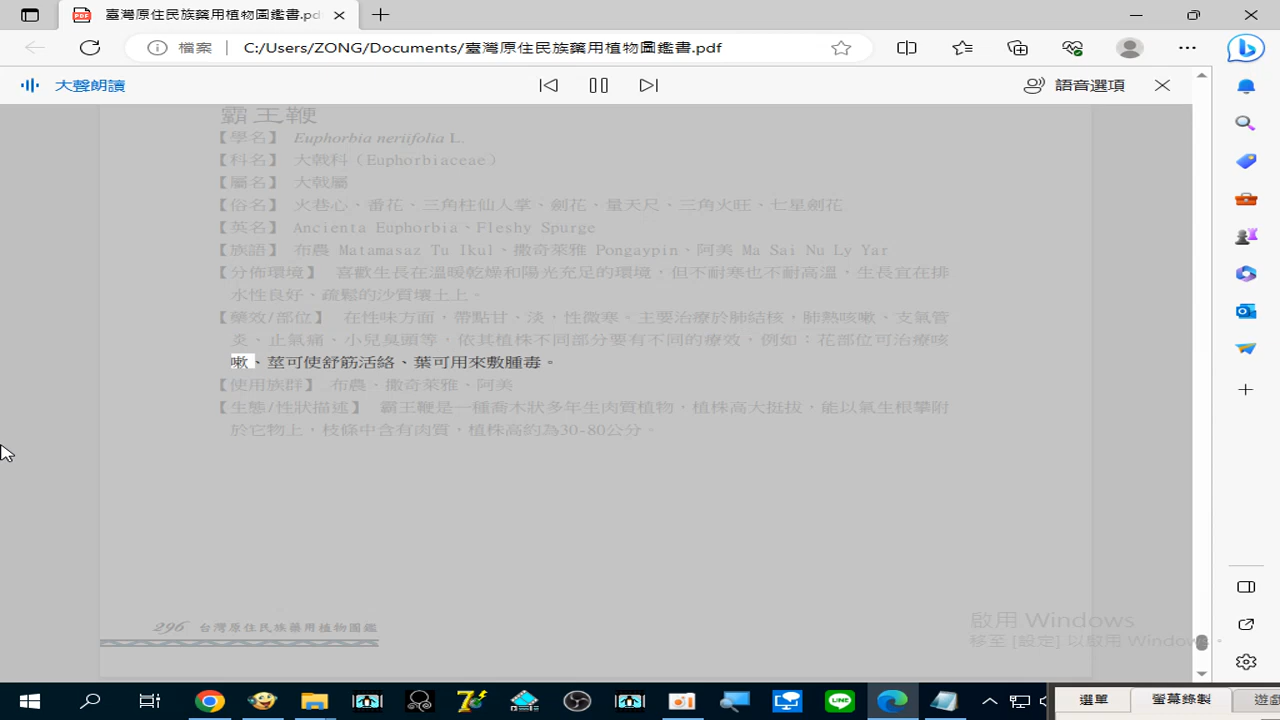 臺灣原住民族藥用植物圖鑑書.pd
檔案
C:/Users/ZONG/Documents/臺灣原住民族藥用植物圖鑑書.pdf
大聲朗讀
語音選項
霸王鞭
【學名】 Euphorbia neriifolia L.
【科名】 大戟科（Euphorbiaceae）
【屬名】 大戟屬
【俗名】 火巷心、番花、三角柱仙人掌、劍花、量天尺、三角火旺、七星劍花
【英名】 Ancienta Euphorbia、Fleshy Spurge
【族語】 布農 Matamasaz Tu Ikul、撒奇萊雅 Pongaypin、阿美 Ma Sai Nu Ly Yar
【分佈環境】 喜歡生長在溫暖乾燥和陽光充足的環境，但不耐寒也不耐高溫、生長宜在排
水性良好、疏鬆的沙質壤土上。
【藥效/部位】 在性味方面，帶點甘、淡、性微寒。主要治療於肺結核，肺熱咳嗽、支氣管
炎、止氣痛、小兒臭頭等，依其植株不同部分要有不同的療效，例如：花部位可治療咳
嗽、莖可使舒筋活絡、葉可用來敷腫毒。
【使用族群】 布農、撒奇萊雅、阿美
【生態/性狀描述】 霸王鞭是一種喬木狀多年生肉質植物，植株高大挺拔，能以氣生根攀附
於它物上，枝條中含有肉質，植株高約為30-80公分。
296 台灣原住民族藥用植物圖鑑
啟用 Windows
移至 [設定] 以啟用 Windows。
選單
螢幕錄製
遊戲